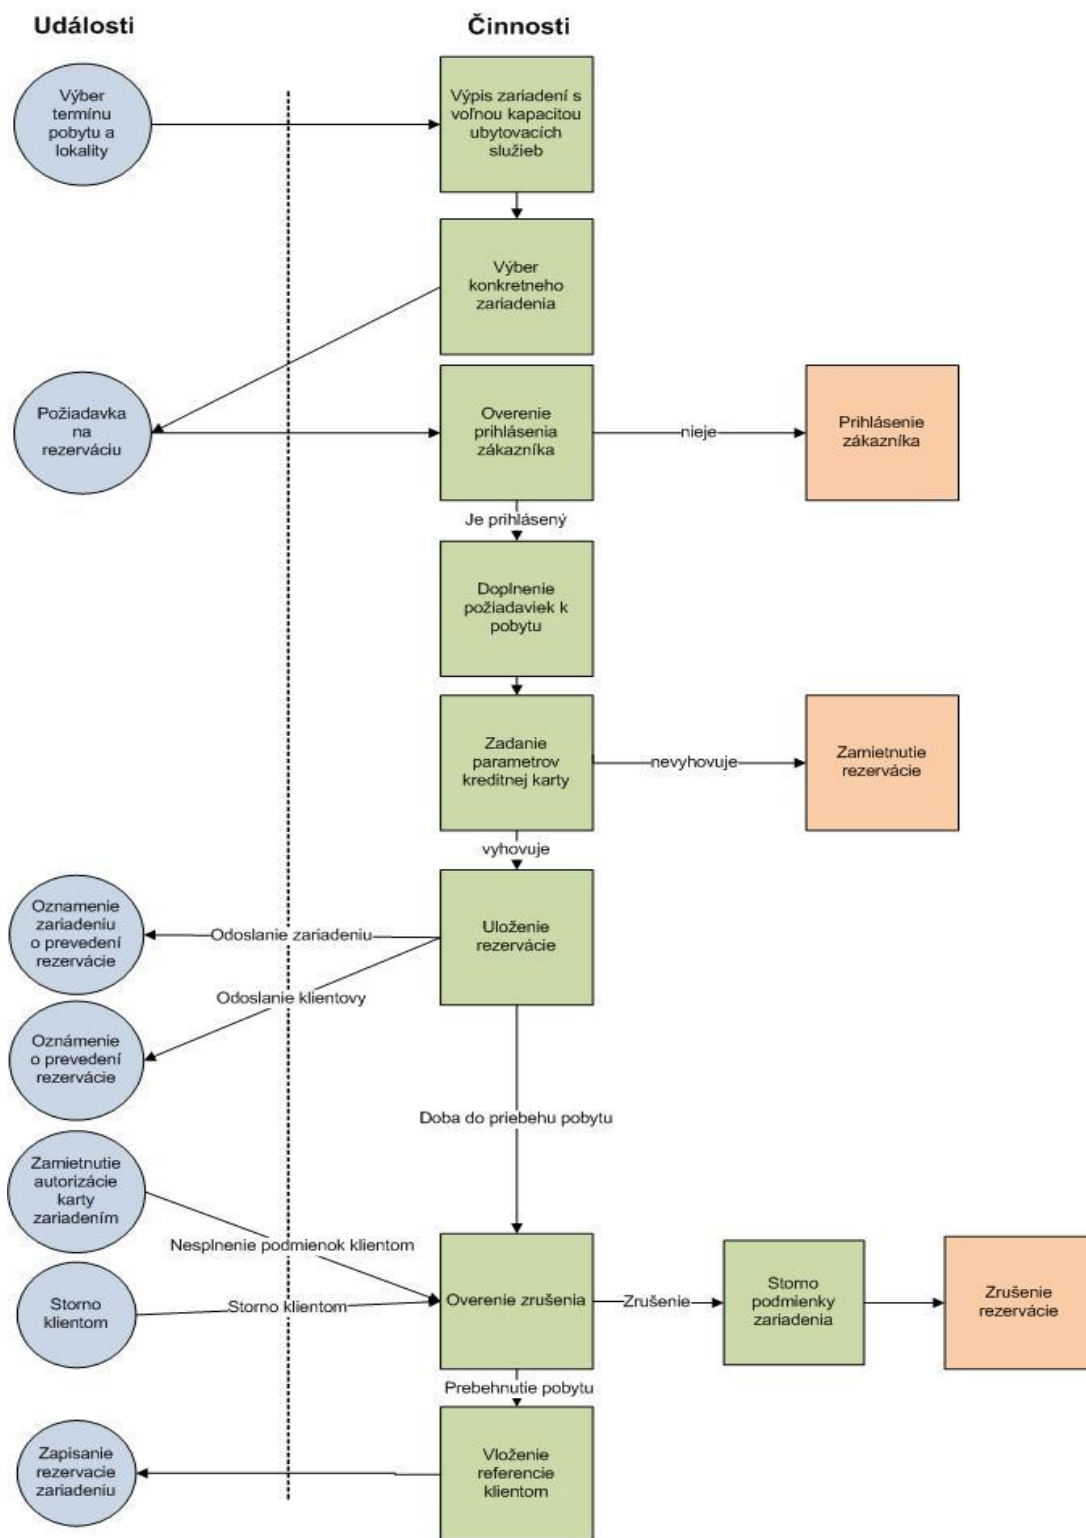 Události
Činnosti
Výber
termínu
pobytu a
lokality
Výpis zariadení s
voľnou kapacitou
ubytovacích
služieb
Výber
konkretneho
zariadenia
Požiadavka
na
rezerváciu
Overenie
prihlásenia
zákazníka
nieje
Prihlásenie
zákazníka
Je prihlásený
Doplnenie
požiadaviek k
pobytu
Zadanie
parametrov
kreditnej karty
nevyhovuje
Zamietnutie
rezervácie
vyhovuje
Oznamenie
zariadeniu
o prevedení
rezervácie
Odoslanie zariadeniu
Uloženie
rezervácie
Odoslanie klientovy
Oznámenie
o prevedení
rezervácie
Doba do priebehu pobytu
Zamietnutie
autorizácie
karty
zariadením
Nesplnenie podmienok klientom
Storno
klientom
Storno klientom
Overenie zrušenia
Zrušenie
Storno
podmienky
zariadenia
Zrušenie
rezervácie
Prebehnutie pobytu
Zapisanie
rezervacie
zariadeniu
Vloženie
referencie
klientom